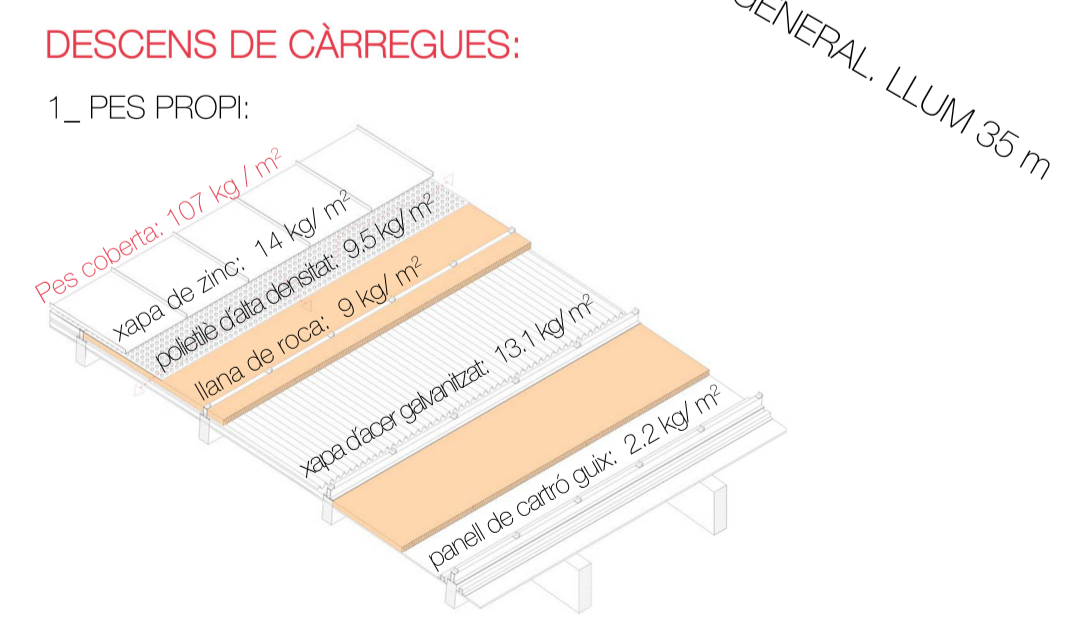 DESCENS DE CÀRREGUES:
GENERAL. LLUM 35 m
1_ PES PROPI:
Pes coberta: 107 kg / m²
xapa de zinc: 14 kg/ m²
polietilè d'alta densitat: 9,5 kg/ m²
llana de roca: 9 kg/ m²
xapa d'acer galvanitzat: 13.1 kg/ m²
panell de cartró guix: 2.2 kg/ m²